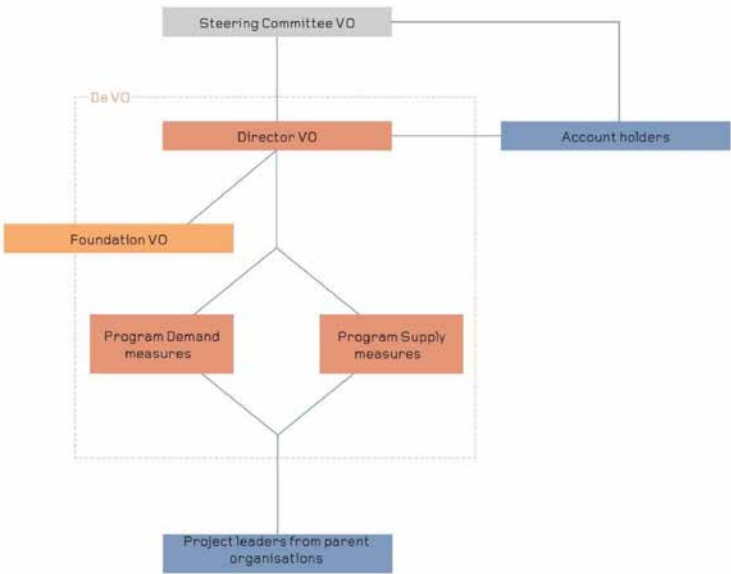 Steering Committee VO
De VO
Director VO
Account holders
Foundation VO
Program Demand
measures
Program Supply
measures
Project leaders from parent
organisations